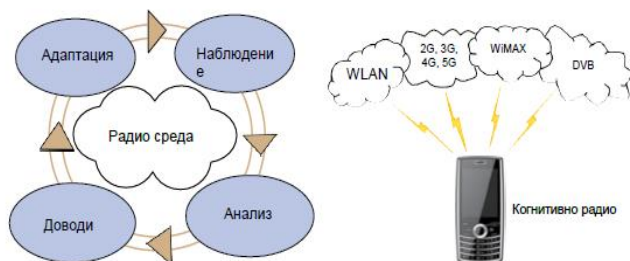 Адаптация
Наблюдени
е
Радио среда
Доводи
Анализ
WLAN
2G, 3G,
4G, 5G
WiMAX
DVB
Когнитивно радио